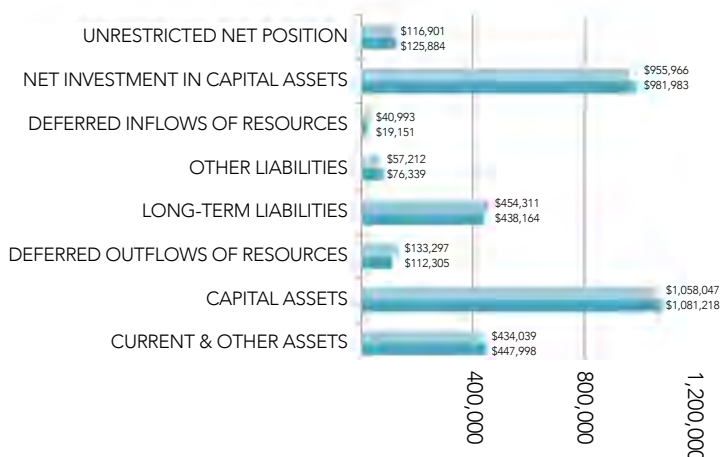 UNRESTRICTED NET POSITION
$116,901
$125,884
NET INVESTMENT IN CAPITAL ASSETS
$955,966
$981,983
DEFERRED INFLOWS OF RESOURCES
$40,993
$19,151
OTHER LIABILITIES
$57,212
$76,339
LONG-TERM LIABILITIES
$454,311
$438,164
DEFERRED OUTFLOWS OF RESOURCES
$133,297
$112,305
CAPITAL ASSETS
$1,058,047
$1,081,218
CURRENT & OTHER ASSETS
$434,039
$447,998
400,000
800,000
1,200,000